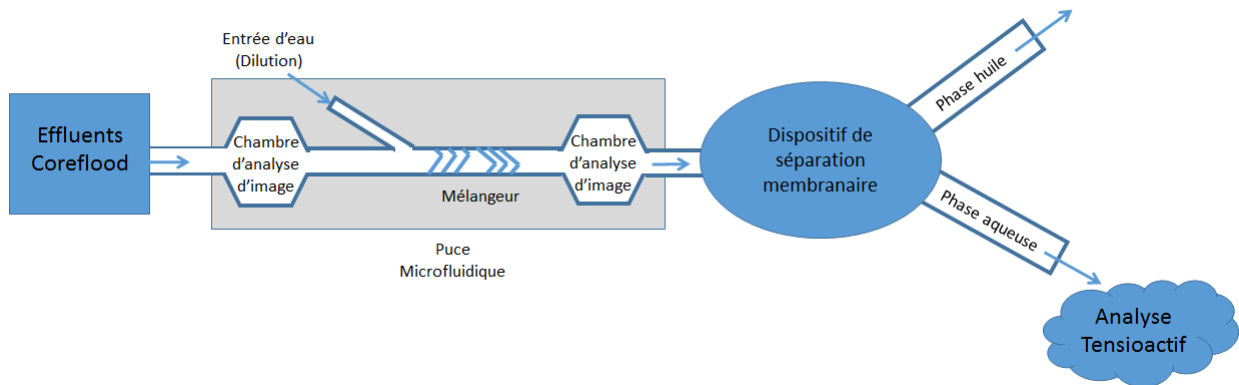 Entrée d'eau
(Dilution)
Effluents
Coreflood
Chambre
d'analyse
d'image
Mélangeur
Chambre
d'analyse
d'image
Puce
Microfluidique
Dispositif de
séparation
membranaire
Phase huile
Phase aqueuse
Analyse
Tensioactif